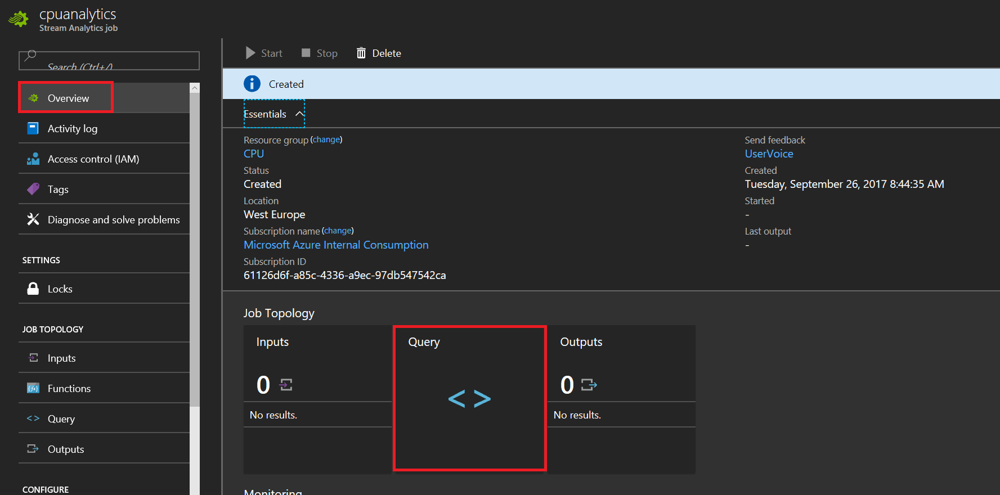 cpuanalytics
Stream Analytics job
Search (Ctrl+/)
Overview
Activity log
Access control (IAM)
Tags
Diagnose and solve problems
SETTINGS
Locks
JOB TOPOLOGY
Inputs
Functions
Query
Outputs
CONFIGURE
Start Stop Delete
Created
Essentials
Resource group (change)
CPU
Status
Created
Location
West Europe
Subscription name (change)
Microsoft Azure Internal Consumption
Subscription ID
61126d6f-a85c-4336-a9ec-97db547542ca
Send feedback
UserVoice
Created
Tuesday, September 26, 2017 8:44:35 AM
Started
-
Last output
-
Job Topology
Inputs
0
No results.
Query
< >
Outputs
0
No results.
Monitoring